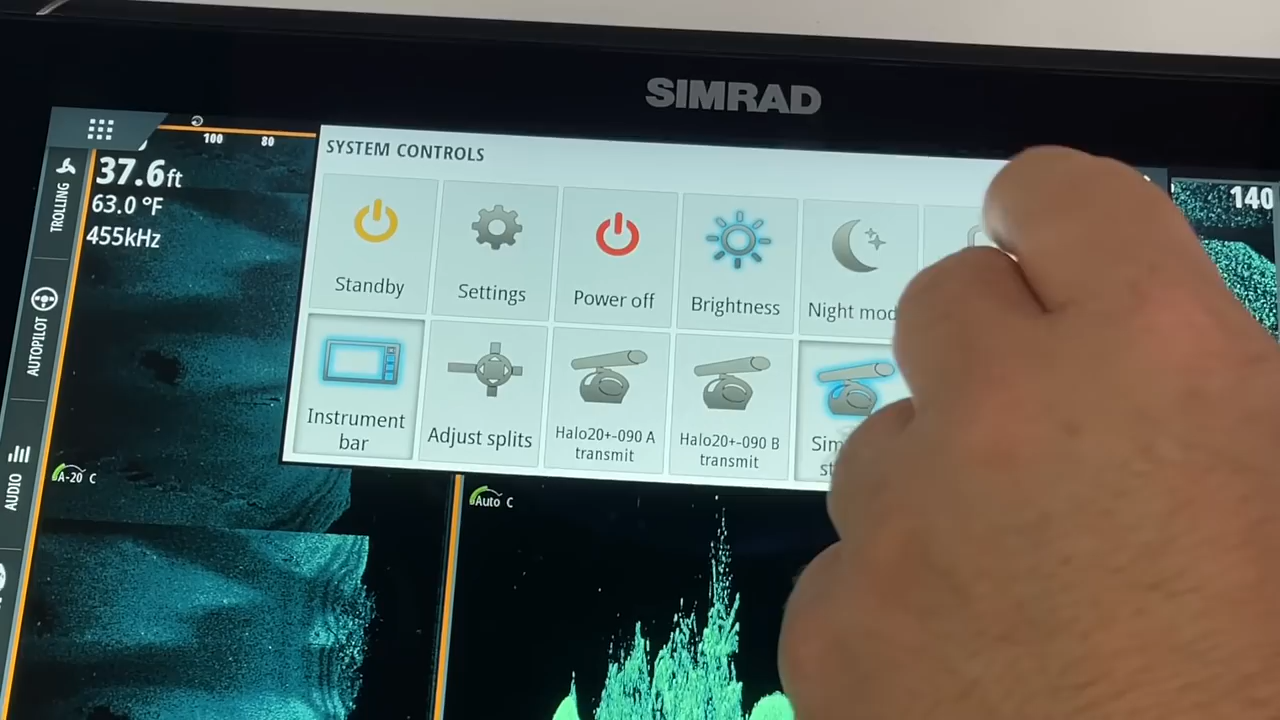 SIMRAD
100 80
37.6ft
63.0 °F
455kHz
TROLLING
AUTOPILOT
AUDIO
SYSTEM CONTROLS
Standby
Settings
Power off
Brightness
Night
140
Instrument
bar
Adjust splits
Halo20+-090 A
transmit
Halo20+-090 B
transmit
A-20 C
Auto C